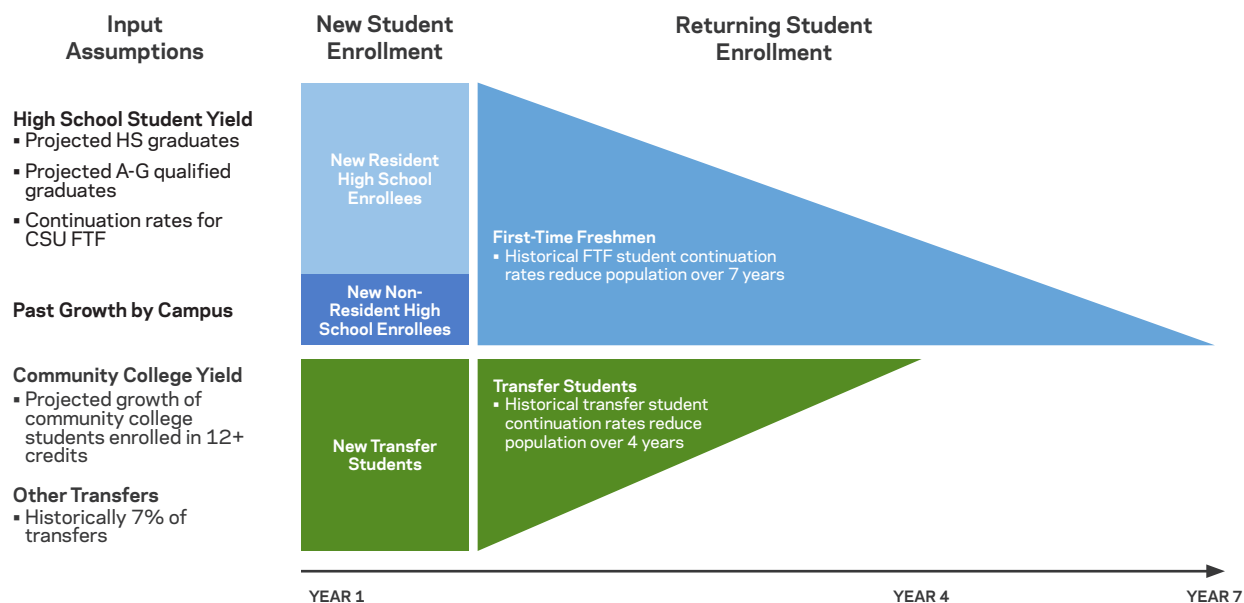 Input
Assumptions
New Student
Enrollment
Returning Student
Enrollment
High School Student Yield
▪ Projected HS graduates
▪ Projected A-G qualified
graduates
▪ Continuation rates for
CSU FTF
Past Growth by Campus
Community College Yield
▪ Projected growth of
community college
students enrolled in 12+
credits
Other Transfers
▪ Historically 7% of
transfers
New Resident
High School
Enrollees
New Non-
Resident High
School Enrollees
New Transfer
Students
First-Time Freshmen
▪ Historical FTF student continuation
rates reduce population over 7 years
Transfer Students
▪ Historical transfer student
continuation rates reduce
population over 4 years
YEAR 1
YEAR 4
YEAR 7